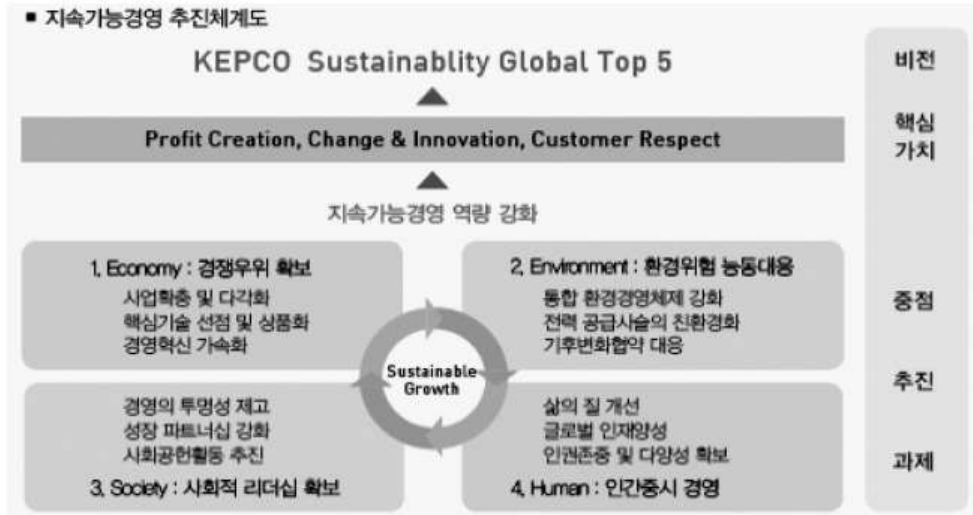 ▪ 지속가능경영 추진체계도
KEPCO Sustainablity Global Top 5
비전
Profit Creation, Change & Innovation, Customer Respect
핵심
가치
지속가능경영 역량 강화
1, Economy : 경쟁우위 확보
사업확충 및 다각화
핵심기술 선점 및 상품화
경영혁신 가속화
2, Environment : 환경위험 능동대응
통합 환경경영체제 강화
전력 공급사슬의 친환경화
기후변화협약 대응
Sustainable
Growth
경영의 투명성 제고
성장 파트너십 강화
사회공헌활동 추진
3, Society : 사회적 리더십 확보
삶의 질 개선
글로벌 인재양성
인권존중 및 다양성 확보
4, Human : 인간중시 경영
중점
추진
과제